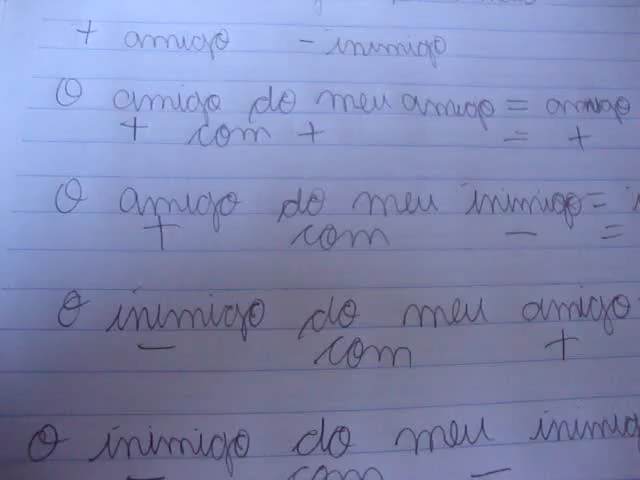 + amigo - inimigo
O amigo do meu amigo = amigo
+ com + = +
O amigo do meu inimigo =
+ com - =
O inimigo do meu amigo
- com +
O inimigo do meu
- com -